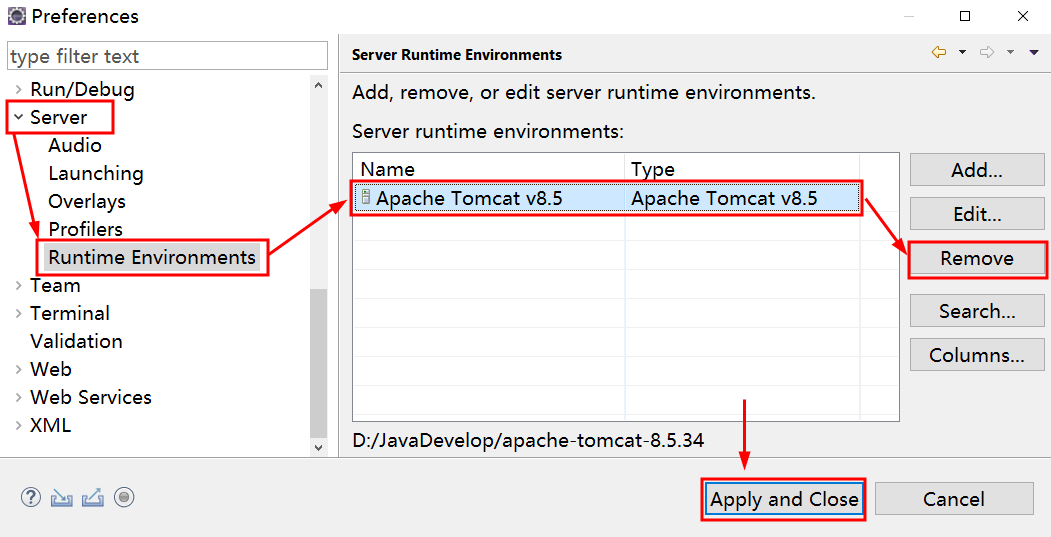 Preferences
type filter text
Run/Debug
Server
Audio
Launching
Overlays
Profilers
Runtime Environments
Team
Terminal
Validation
Web
Web Services
XML
Server Runtime Environments
Add, remove, or edit server runtime environments.
Server runtime environments:
Name Type
Apache Tomcat v8.5 Apache Tomcat v8.5
D:/JavaDevelop/apache-tomcat-8.5.34
Add...
Edit...
Remove
Search...
Columns...
?
Apply and Close Cancel